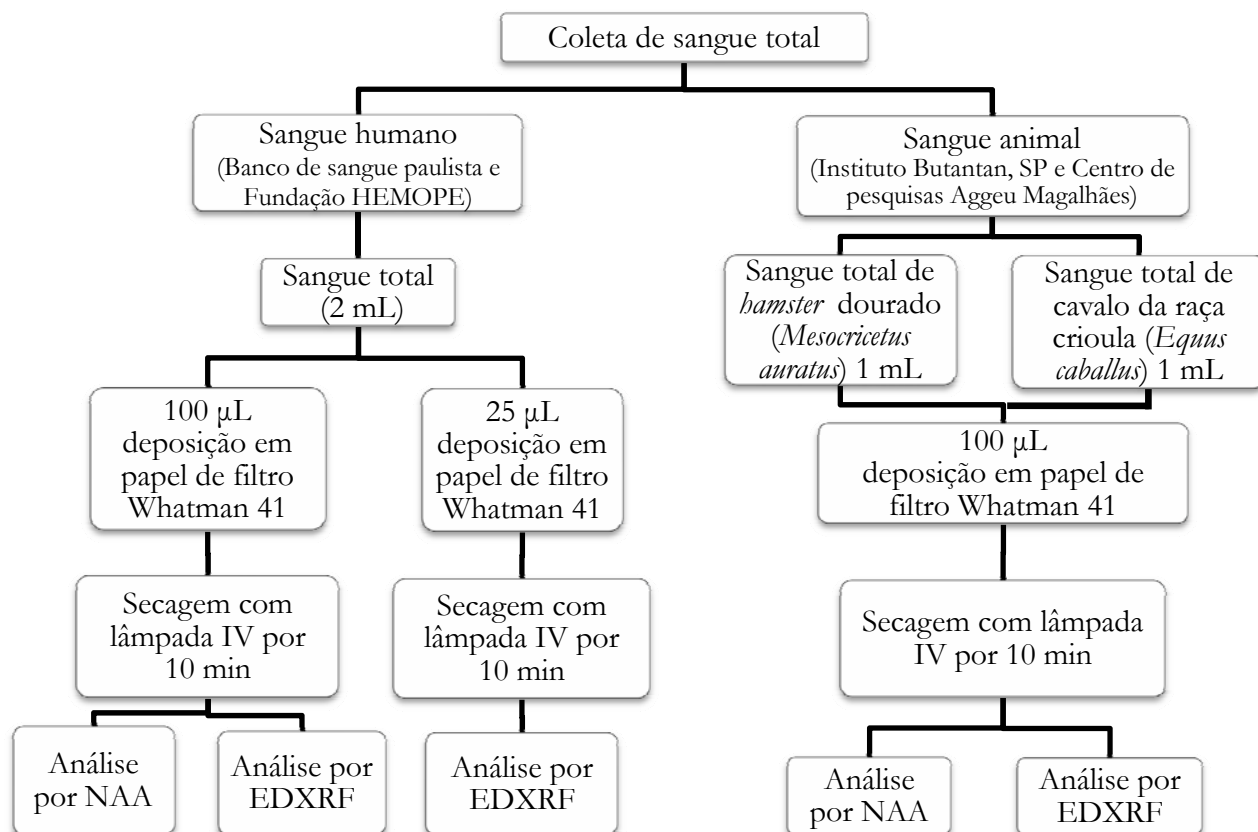 Coleta de sangue total
Sangue humano
(Banco de sangue paulista e
Fundação HEMOPE)
Sangue animal
(Instituto Butantan, SP e Centro de
pesquisas Aggeu Magalhães)
Sangue total
(2 mL)
Sangue total de
hamster dourado
(Mesocricetus
auratus) 1 mL
Sangue total de
cavalo da raça
crioula (Equus
caballus) 1 mL
100 µL
deposição em
papel de filtro
Whatman 41
25 µL
deposição em
papel de filtro
Whatman 41
100 µL
deposição em papel de
filtro Whatman 41
Secagem com
lâmpada IV por
10 min
Secagem com
lâmpada IV por
10 min
Secagem com lâmpada
IV por 10 min
Análise
por NAA
Análise por
EDXRF
Análise por
EDXRF
Análise
por NAA
Análise por
EDXRF